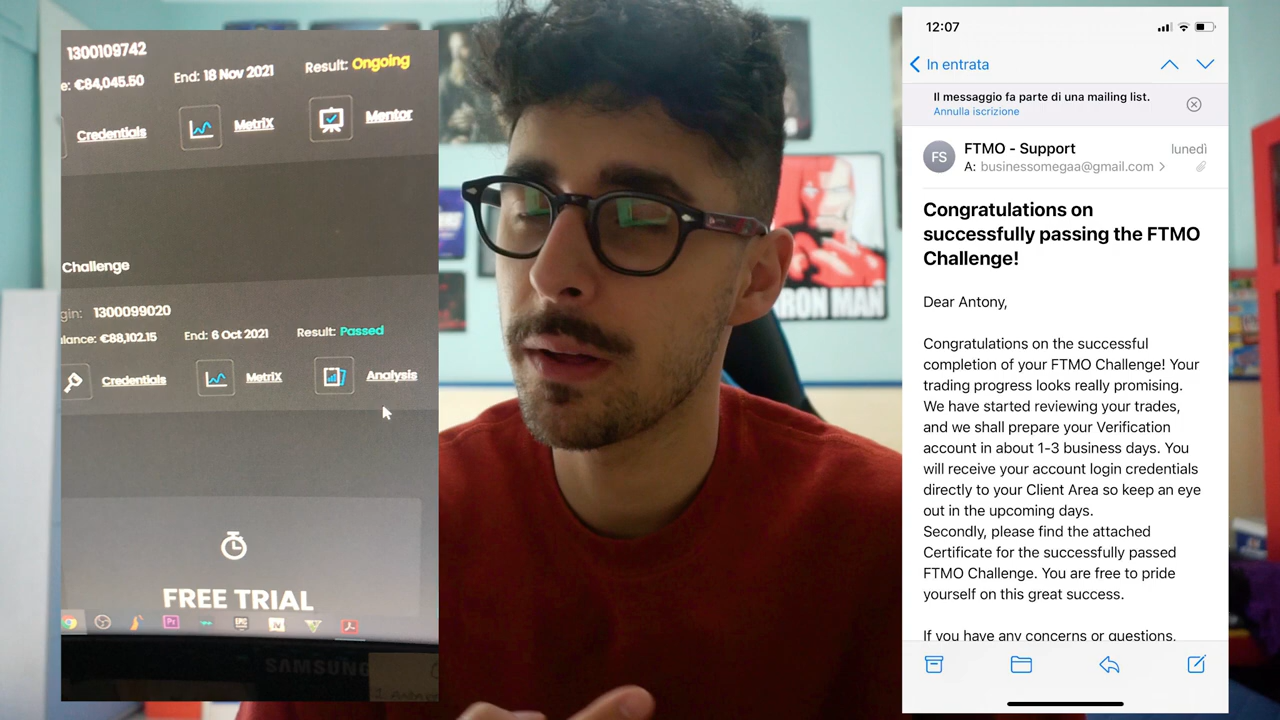 1300109742
e: €84,045.50
End: 18 Nov 2021
Result: Ongoing
Credentials
MetriX
Mentor
Challenge
gin: 1300099020
lance: €88,102.15
End: 6 Oct 2021
Result: Passed
Credentials
MetriX
Analysis
FREE TRIAL
SAMSUNG
IRON MAN
12:07
In entrata
Il messaggio fa parte di una mailing list.
Annulla iscrizione
FS
FTMO - Support
lunedì
A: businessomegaa@gmail.com
Congratulations on
successfully passing the FTMO
Challenge!
Dear Antony,
Congratulations on the successful
completion of your FTMO Challenge! Your
trading progress looks really promising.
We have started reviewing your trades,
and we shall prepare your Verification
account in about 1-3 business days. You
will receive your account login credentials
directly to your Client Area so keep an eye
out in the upcoming days.
Secondly, please find the attached
Certificate for the successfully passed
FTMO Challenge. You are free to pride
yourself on this great success.
If you have any concerns or questions,